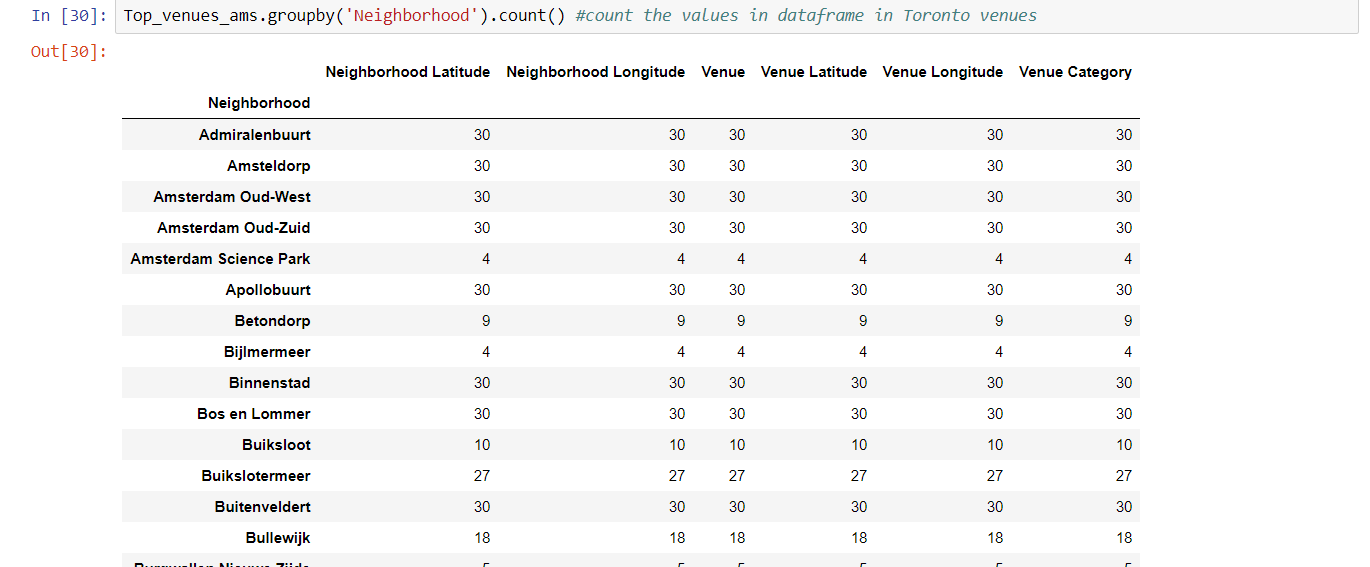 In [30]: Top_venues_ams.groupby('Neighborhood').count() #count the values in dataframe in Toronto venues
Out[30]:
Neighborhood Latitude Neighborhood Longitude Venue Venue Latitude Venue Longitude Venue Category
Neighborhood
Admiralenbuurt 30 30 30 30 30 30
Amsteldorp 30 30 30 30 30 30
Amsterdam Oud-West 30 30 30 30 30 30
Amsterdam Oud-Zuid 30 30 30 30 30 30
Amsterdam Science Park 4 4 4 4 4 4
Apollobuurt 30 30 30 30 30 30
Betondorp 9 9 9 9 9 9
Bijlmermeer 4 4 4 4 4 4
Binnenstad 30 30 30 30 30 30
Bos en Lommer 30 30 30 30 30 30
Buiksloot 10 10 10 10 10 10
Buikslotermeer 27 27 27 27 27 27
Buitenveldert 30 30 30 30 30 30
Bullewijk 18 18 18 18 18 18